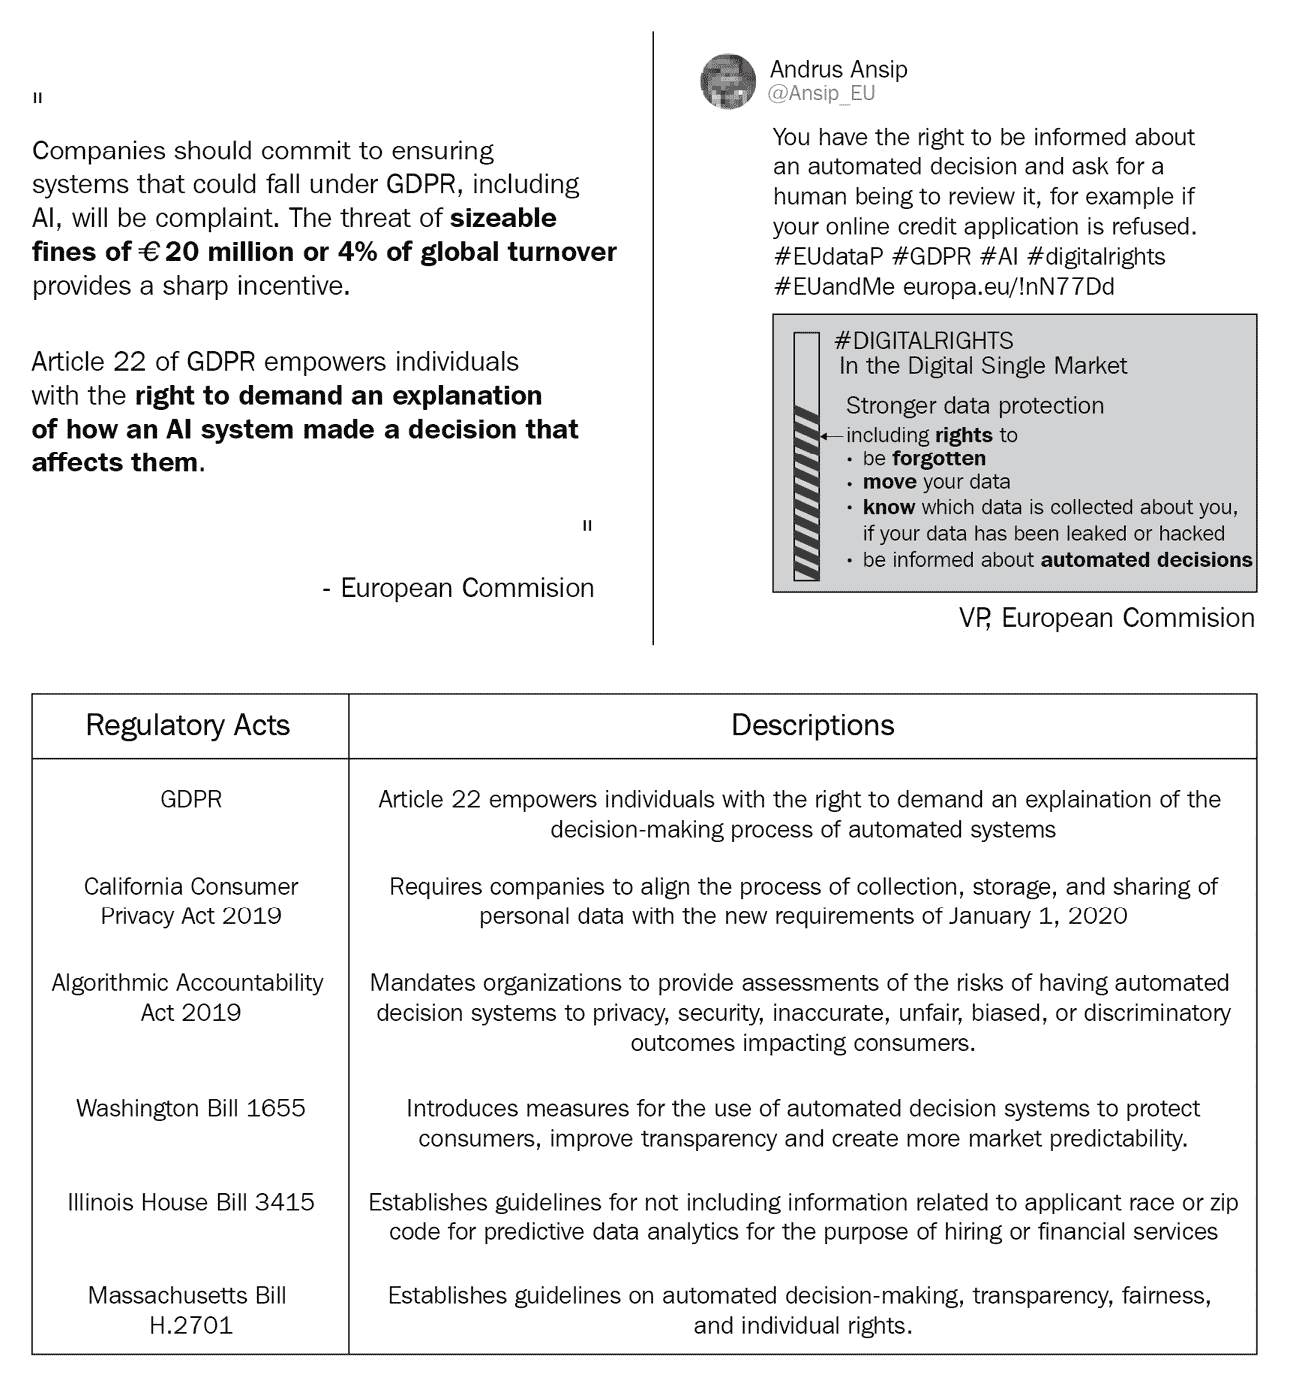 "
Companies should commit to ensuring
systems that could fall under GDPR, including
AI, will be complaint. The threat of sizeable
fines of €20 million or 4% of global turnover
provides a sharp incentive.
Article 22 of GDPR empowers individuals
with the right to demand an explanation
of how an AI system made a decision that
affects them.
"
- European Commision
Andrus Ansip
@Ansip_EU
You have the right to be informed about
an automated decision and ask for a
human being to review it, for example if
your online credit application is refused.
#EUdataP #GDPR #AI #digitalrights
#EUandMe europa.eu/!nN77Dd
#DIGITALRIGHTS
In the Digital Single Market
Stronger data protection
including rights to
• be forgotten
• move your data
• know which data is collected about you,
if your data has been leaked or hacked
• be informed about automated decisions
VP, European Commision
Regulatory Acts
Descriptions
GDPR
Article 22 empowers individuals with the right to demand an explaination of the
decision-making process of automated systems
California Consumer
Privacy Act 2019
Requires companies to align the process of collection, storage, and sharing of
personal data with the new requirements of January 1, 2020
Algorithmic Accountability
Act 2019
Mandates organizations to provide assessments of the risks of having automated
decision systems to privacy, security, inaccurate, unfair, biased, or discriminatory
outcomes impacting consumers.
Washington Bill 1655
Introduces measures for the use of automated decision systems to protect
consumers, improve transparency and create more market predictability.
Illinois House Bill 3415
Establishes guidelines for not including information related to applicant race or zip
code for predictive data analytics for the purpose of hiring or financial services
Massachusetts Bill
H.2701
Establishes guidelines on automated decision-making, transparency, fairness,
and individual rights.